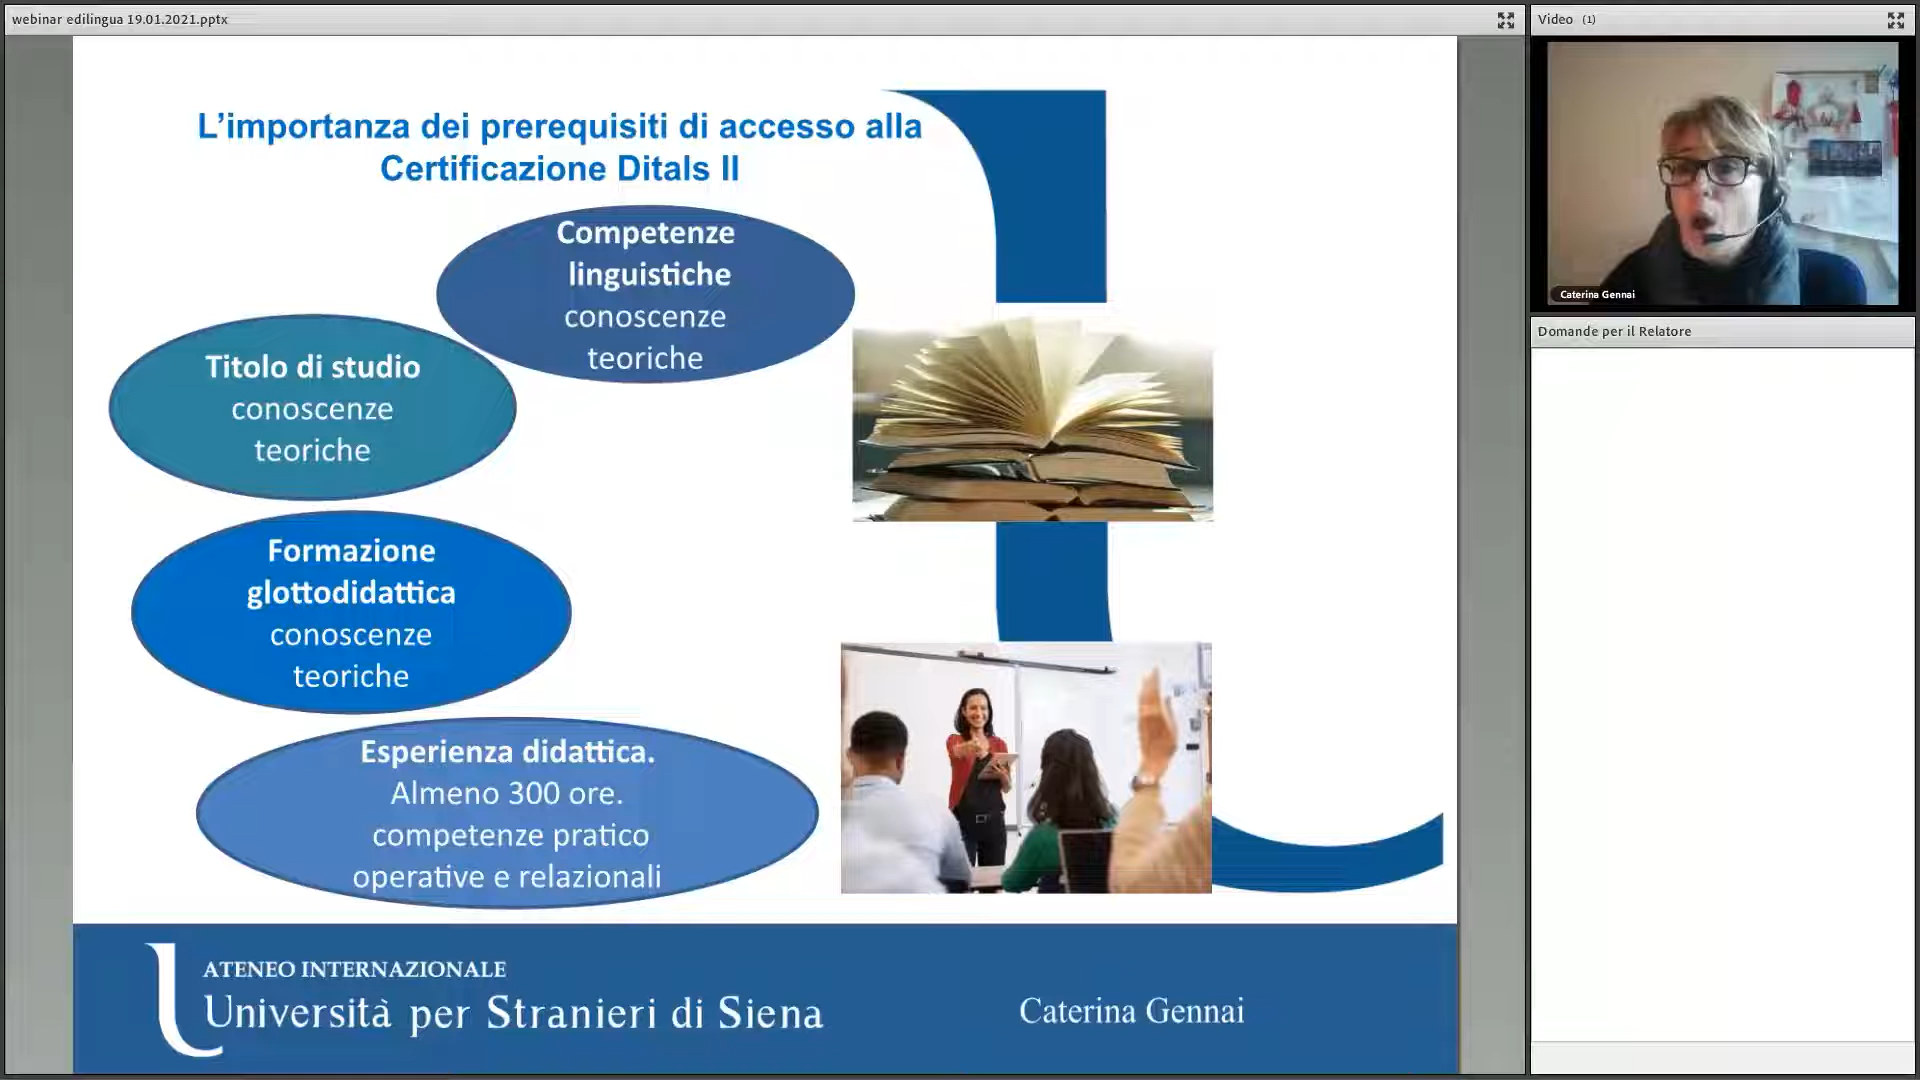 webinar edilingua 19.01.2021.pptx
L’importanza dei prerequisiti di accesso alla
Certificazione Ditals II
Competenze
linguistiche
conoscenze
teoriche
Titolo di studio
conoscenze
teoriche
Formazione
glottodidattica
conoscenze
teoriche
Esperienza didattica.
Almeno 300 ore.
competenze pratico
operative e relazionali
ATENEO INTERNAZIONALE
Università per Stranieri di Siena
Caterina Gennai
Video (1)
Caterina Gennai
Domande per il Relatore